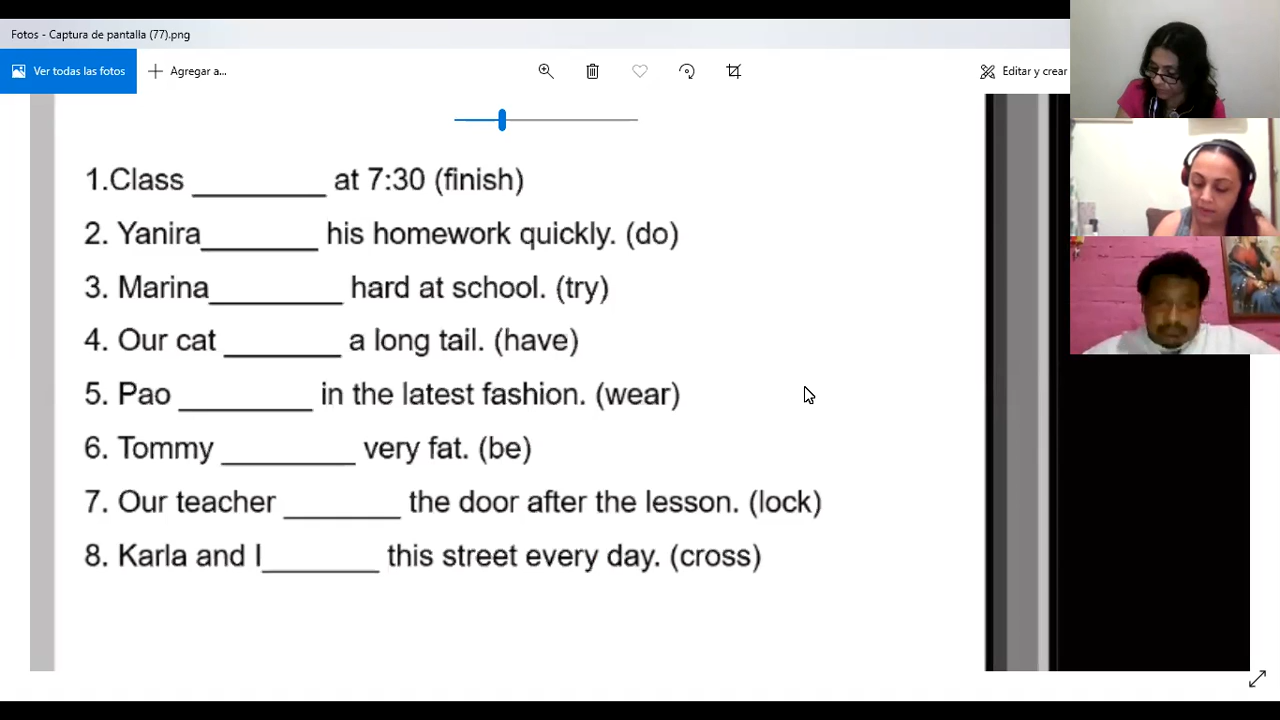 Fotos - Captura de pantalla (77).png
Ver todas las fotos
Agregar a...
Editar y crear
1.Class _________ at 7:30 (finish)
2. Yanira________ his homework quickly. (do)
3. Marina_________ hard at school. (try)
4. Our cat ________ a long tail. (have)
5. Pao _________ in the latest fashion. (wear)
6. Tommy _________ very fat. (be)
7. Our teacher ________ the door after the lesson. (lock)
8. Karla and I________ this street every day. (cross)